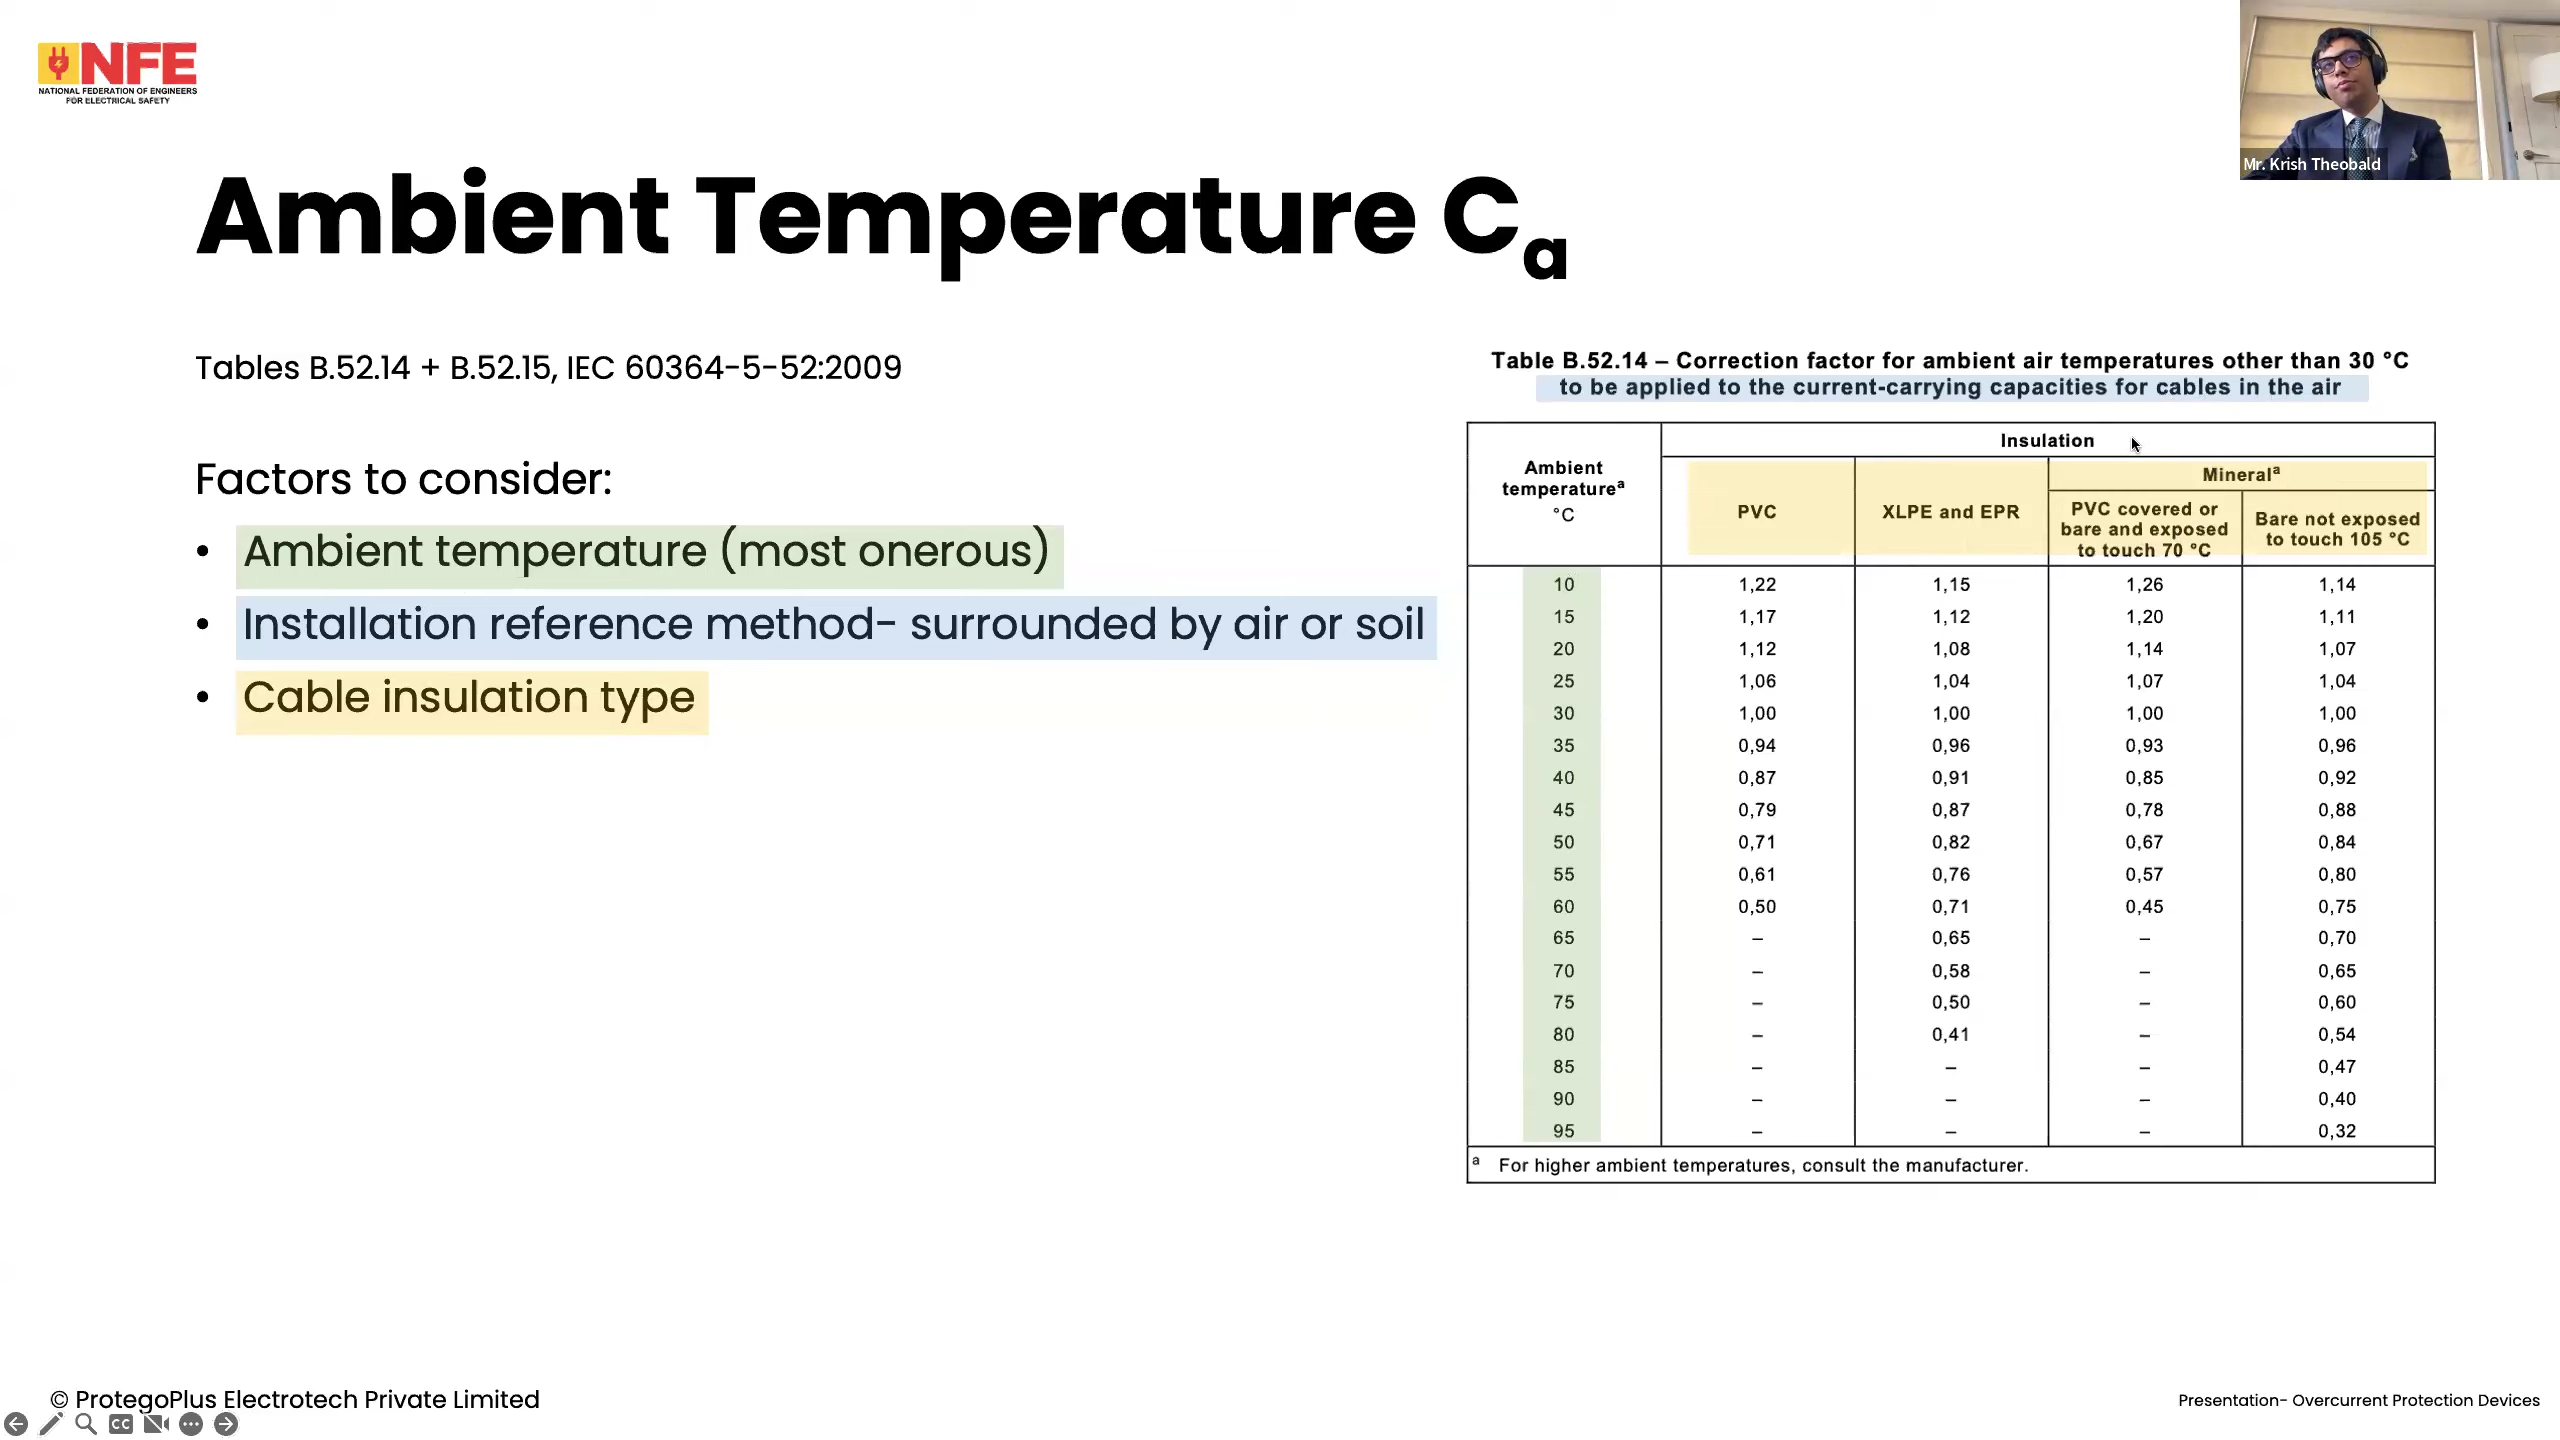 NFE
NATIONAL FEDERATION OF ENGINEERS
FOR ELECTRICAL SAFETY
Mr. Krish Theobald
Ambient Temperature Ca
Tables B.52.14 + B.52.15, IEC 60364-5-52:2009
Factors to consider:
• Ambient temperature (most onerous)
• Installation reference method- surrounded by air or soil
• Cable insulation type
Table B.52.14 – Correction factor for ambient air temperatures other than 30 °C
to be applied to the current-carrying capacities for cables in the air
Ambient
temperatureª
°C
Insulation
PVC
XLPE and EPR
Mineralª
PVC covered or
bare and exposed
to touch 70 °C
Bare not exposed
to touch 105 °C
10 1,22 1,15 1,26 1,14
15 1,17 1,12 1,20 1,11
20 1,12 1,08 1,14 1,07
25 1,06 1,04 1,07 1,04
30 1,00 1,00 1,00 1,00
35 0,94 0,96 0,93 0,96
40 0,87 0,91 0,85 0,92
45 0,79 0,87 0,78 0,88
50 0,71 0,82 0,67 0,84
55 0,61 0,76 0,57 0,80
60 0,50 0,71 0,45 0,75
65 – 0,65 – 0,70
70 – 0,58 – 0,65
75 – 0,50 – 0,60
80 – 0,41 – 0,54
85 – – – 0,47
90 – – – 0,40
95 – – – 0,32
ª For higher ambient temperatures, consult the manufacturer.
© ProtegoPlus Electrotech Private Limited
CC
Presentation- Overcurrent Protection Devices